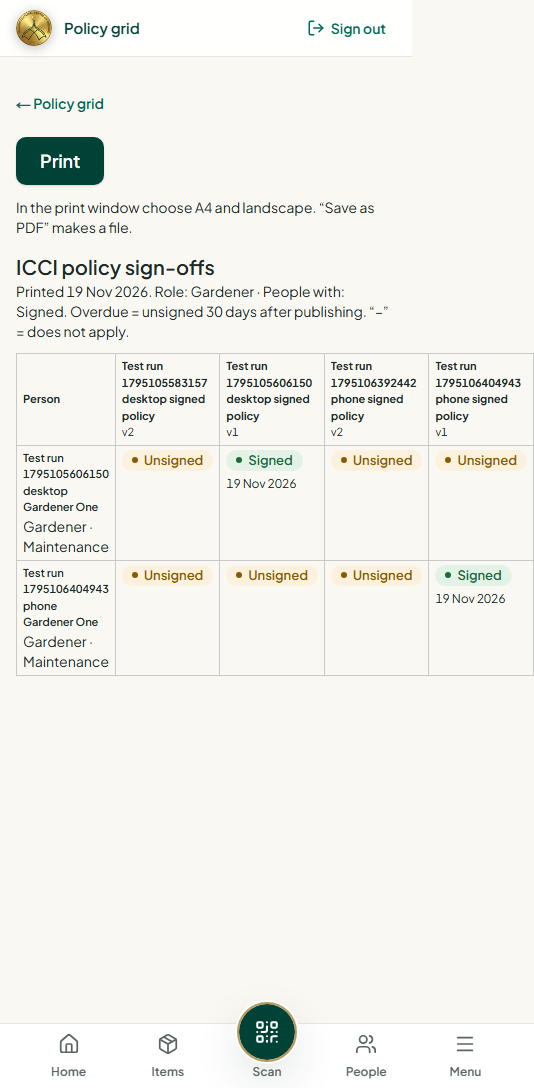 Policy grid
Sign out
← Policy grid
Print
In the print window choose A4 and landscape. “Save as
PDF” makes a file.
ICCI policy sign-offs
Printed 19 Nov 2026. Role: Gardener · People with:
Signed. Overdue = unsigned 30 days after publishing. “–”
= does not apply.
Person
Test run
1795105583157
desktop signed
policy
v2
Test run
1795105606150
desktop signed
policy
v1
Test run
1795106392442
phone signed
policy
v2
Test run
1795106404943
phone signed
policy
v1
Test run
1795105606150
desktop
Gardener One
Gardener ·
Maintenance
Unsigned
Signed
19 Nov 2026
Unsigned
Unsigned
Test run
1795106404943
phone
Gardener One
Gardener ·
Maintenance
Unsigned
Unsigned
Unsigned
Signed
19 Nov 2026
Home
Items
Scan
People
Menu